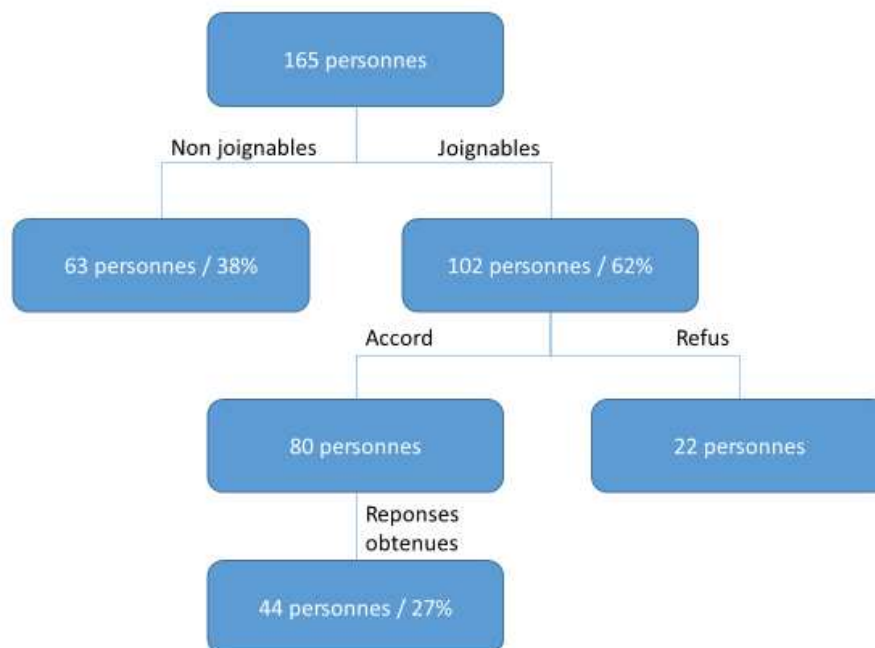 165 personnes
Non joignables
Joignables
63 personnes / 38%
102 personnes / 62%
Accord
Refus
80 personnes
22 personnes
Reponses
obtenues
44 personnes / 27%